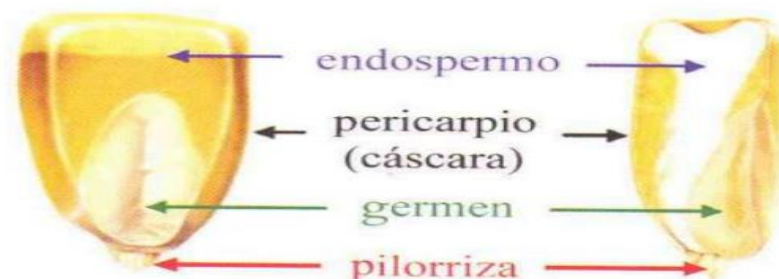 endospermo
pericarpio
(cáscara)
germen
pilorriza